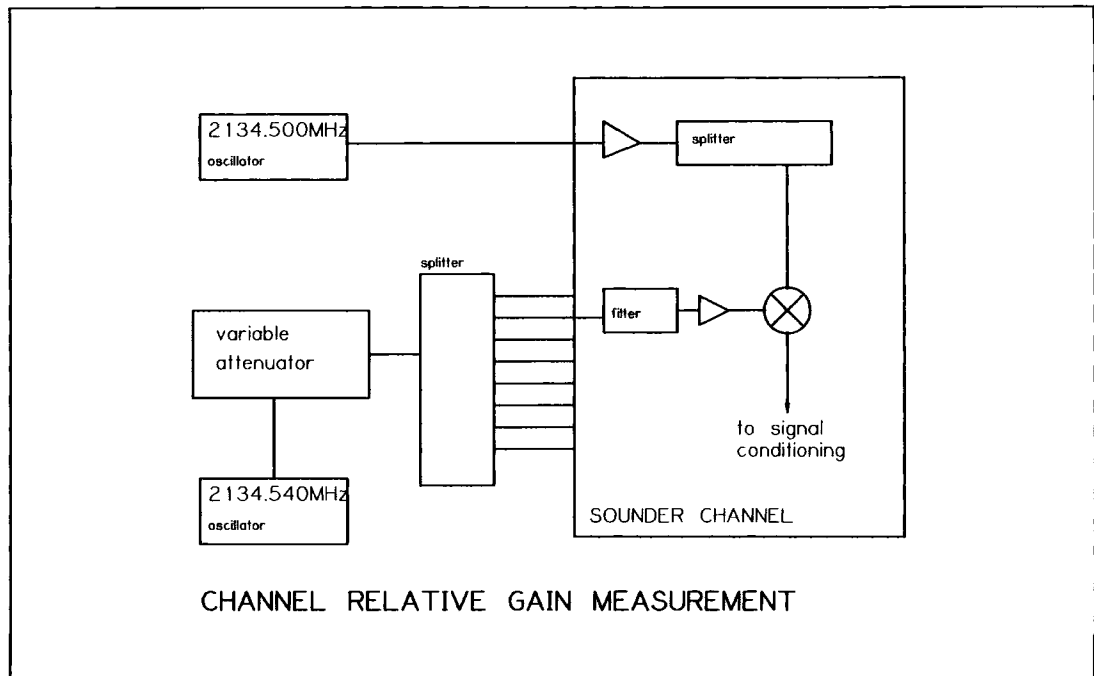 2134.500MHz
oscillator
splitter
splitter
filter
variable
attenuator
to signal
conditioning
2134.540MHz
oscillator
SOUNDER CHANNEL
CHANNEL RELATIVE GAIN MEASUREMENT